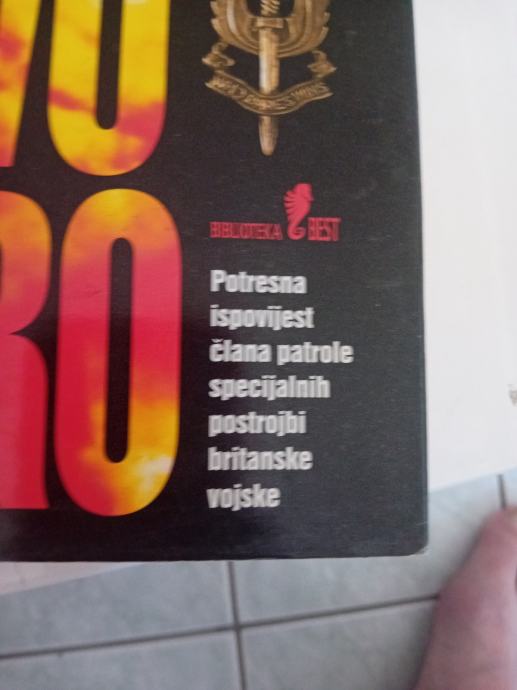 VO
RO
BIBLIOTEKA BEST
Potresna
ispovijest
člana patrole
specijalnih
postrojbi
britanske
vojske